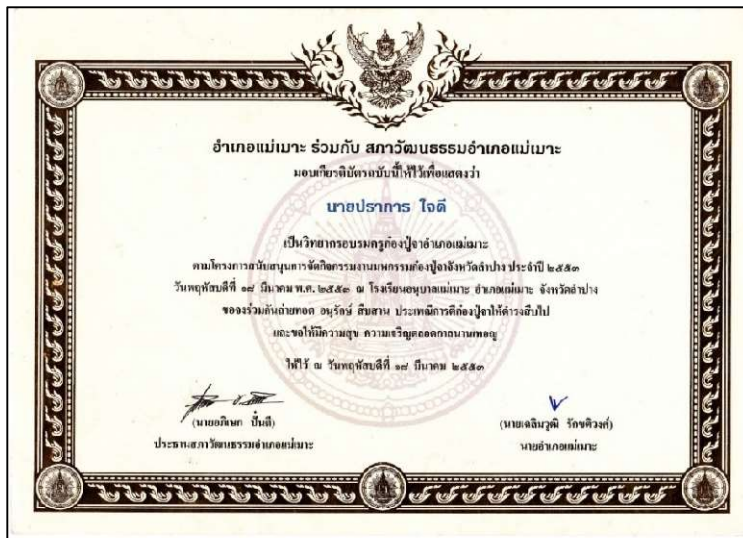 อำเภอแม่เมาะ ร่วมกับ สภาวัฒนธรรมอำเภอแม่เมาะ
มอบเกียรติบัตรฉบับนี้ให้ไว้เพื่อแสดงว่า
นายปราการ ใจดี
เป็นวิทยากรอบรมครูก๋องปู่จาอำเภอแม่เมาะ
ตามโครงการสนับสนุนการจัดกิจกรรมงานมหกรรมก๋องปู่จาจังหวัดลำปาง ประจำปี ๒๕๕๓
วันพฤหัสบดีที่ ๑๘ มีนาคม พ.ศ. ๒๕๕๓ ณ โรงเรียนอนุบาลแม่เมาะ อำเภอแม่เมาะ จังหวัดลำปาง
ขอจงร่วมกันถ่ายทอด อนุรักษ์ สืบสาน ประเพณีการตีก๋องปู่จาให้ดำรงสืบไป
และขอให้มีความสุข ความเจริญตลอดกาลนานเทอญ
ให้ไว้ ณ วันพฤหัสบดีที่ ๑๘ มีนาคม ๒๕๕๓
(นายอภิเษก ปั๋นดี)
ประธานสภาวัฒนธรรมอำเภอแม่เมาะ
(นายเฉลิมวุฒิ รักขติวงค์)
นายอำเภอแม่เมาะ